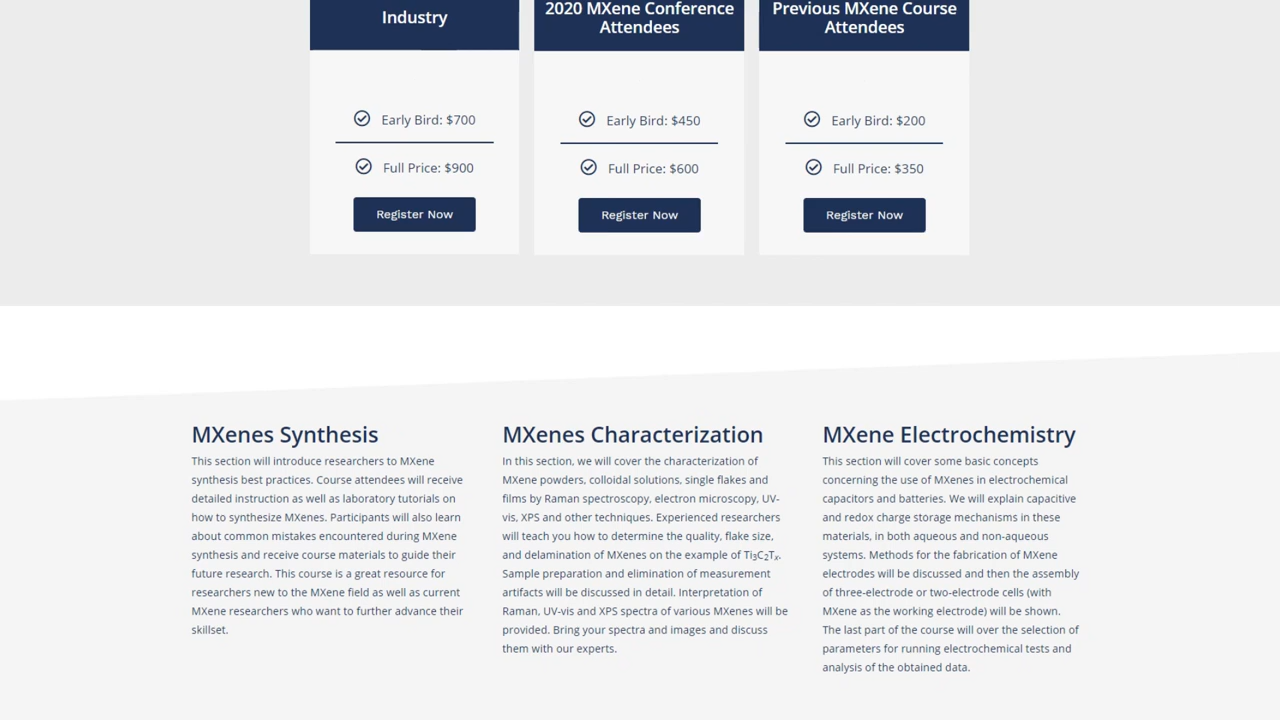 Industry
2020 MXene Conference
Attendees
Previous MXene Course
Attendees
Early Bird: $700
Full Price: $900
Register Now
Early Bird: $450
Full Price: $600
Register Now
Early Bird: $200
Full Price: $350
Register Now
MXenes Synthesis
This section will introduce researchers to MXene
synthesis best practices. Course attendees will receive
detailed instruction as well as laboratory tutorials on
how to synthesize MXenes. Participants will also learn
about common mistakes encountered during MXene
synthesis and receive course materials to guide their
future research. This course is a great resource for
researchers new to the MXene field as well as current
MXene researchers who want to further advance their
skillset.
MXenes Characterization
In this section, we will cover the characterization of
MXene powders, colloidal solutions, single flakes and
films by Raman spectroscopy, electron microscopy, UV-
vis, XPS and other techniques. Experienced researchers
will teach you how to determine the quality, flake size,
and delamination of MXenes on the example of Ti₃C₂Tₓ.
Sample preparation and elimination of measurement
artifacts will be discussed in detail. Interpretation of
Raman, UV-vis and XPS spectra of various MXenes will be
provided. Bring your spectra and images and discuss
them with our experts.
MXene Electrochemistry
This section will cover some basic concepts
concerning the use of MXenes in electrochemical
capacitors and batteries. We will explain capacitive
and redox charge storage mechanisms in these
materials, in both aqueous and non-aqueous
systems. Methods for the fabrication of MXene
electrodes will be discussed and then the assembly
of three-electrode or two-electrode cells (with
MXene as the working electrode) will be shown.
The last part of the course will over the selection of
parameters for running electrochemical tests and
analysis of the obtained data.